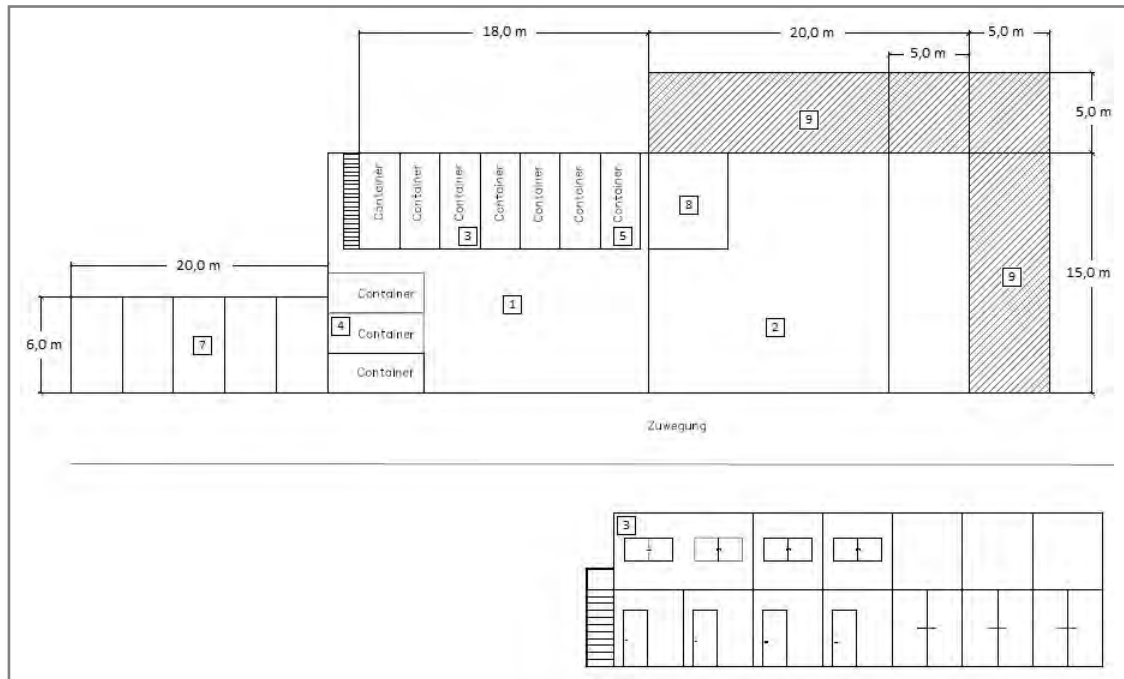 18,0 m
20,0 m
5,0 m
5,0 m
5,0 m
9
Container
Container
Container
Container
Container
Container
Container
3
5
8
20,0 m
Container
1
15,0 m
9
6,0 m
7
4
Container
2
Container
Zuwegung
3